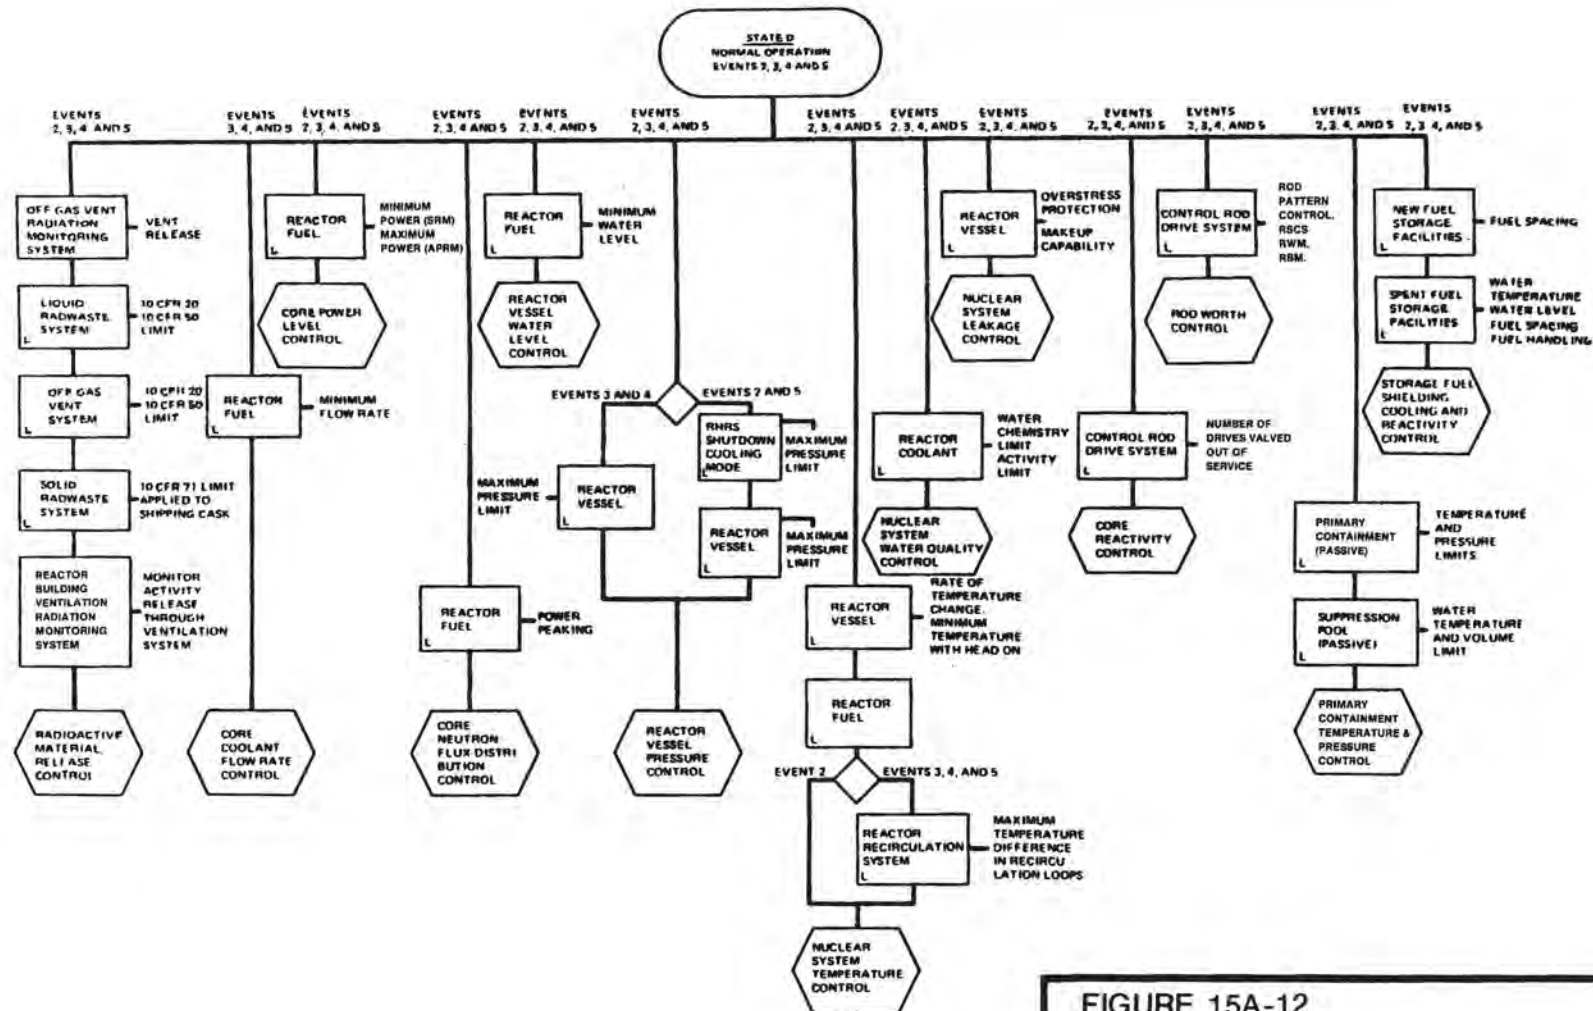 STATE D
NORMAL OPERATION
EVENTS 2, 3, 4 AND 5
EVENTS
2, 3, 4 AND 5
OFF GAS VENT
RADIATION
MONITORING
SYSTEM
VENT
RELEASE
LIQUID
RADWASTE
SYSTEM
L
10 CFR 20
10 CFR 50
LIMIT
OFF GAS
VENT
SYSTEM
L
10 CFR 20
10 CFR 50
LIMIT
SOLID
RADWASTE
SYSTEM
L
10 CFR 71 LIMIT
APPLIED TO
SHIPPING CASK
REACTOR
BUILDING
VENTILATION
RADIATION
MONITORING
SYSTEM
MONITOR
ACTIVITY
RELEASE
THROUGH
VENTILATION
SYSTEM
RADIOACTIVE
MATERIAL
RELEASE
CONTROL
EVENTS
3, 4, AND 5
REACTOR
FUEL
L
MINIMUM
FLOW RATE
CORE
COOLANT
FLOW RATE
CONTROL
EVENTS
2, 3, 4, AND 5
REACTOR
FUEL
L
MINIMUM
POWER (SRM)
MAXIMUM
POWER (APRM)
CORE POWER
LEVEL
CONTROL
EVENTS
2, 3, 4 AND 5
REACTOR
FUEL
L
POWER
PEAKING
CORE
NEUTRON
FLUX DISTRI
BUTION
CONTROL
EVENTS
2, 3, 4, AND 5
REACTOR
FUEL
L
MINIMUM
WATER
LEVEL
REACTOR
VESSEL
WATER
LEVEL
CONTROL
EVENTS
2, 3, 4, AND 5
EVENTS 3 AND 4
EVENTS 2 AND 5
MAXIMUM
PRESSURE
LIMIT
REACTOR
VESSEL
L
RHRS
SHUTDOWN
COOLING
MODE
L
MAXIMUM
PRESSURE
LIMIT
REACTOR
VESSEL
L
MAXIMUM
PRESSURE
LIMIT
REACTOR
VESSEL
PRESSURE
CONTROL
EVENTS
2, 3, 4 AND 5
REACTOR
VESSEL
L
RATE OF
TEMPERATURE
CHANGE.
MINIMUM
TEMPERATURE
WITH HEAD ON
REACTOR
FUEL
L
EVENT 2
EVENTS 3, 4, AND 5
REACTOR
RECIRCULATION
SYSTEM
L
MAXIMUM
TEMPERATURE
DIFFERENCE
IN RECIRCU
LATION LOOPS
NUCLEAR
SYSTEM
TEMPERATURE
CONTROL
EVENTS
2, 3, 4, AND 5
REACTOR
COOLANT
L
WATER
CHEMISTRY
LIMIT
ACTIVITY
LIMIT
NUCLEAR
SYSTEM
WATER QUALITY
CONTROL
EVENTS
2, 3, 4, AND 5
REACTOR
VESSEL
L
OVERSTRESS
PROTECTION
MAKEUP
CAPABILITY
NUCLEAR
SYSTEM
LEAKAGE
CONTROL
EVENTS
2, 3, 4, AND 5
CONTROL ROD
DRIVE SYSTEM
L
NUMBER OF
DRIVES VALVED
OUT OF
SERVICE
CORE
REACTIVITY
CONTROL
EVENTS
2, 3, 4, AND 5
CONTROL ROD
DRIVE SYSTEM
L
ROD
PATTERN
CONTROL,
RSCS
RWM,
RBM.
ROD WORTH
CONTROL
EVENTS
2, 3, 4, AND 5
PRIMARY
CONTAINMENT
(PASSIVE)
L
TEMPERATURE
AND
PRESSURE
LIMITS
SUPPRESSION
POOL
(PASSIVE)
L
WATER
TEMPERATURE
AND VOLUME
LIMIT
PRIMARY
CONTAINMENT
TEMPERATURE &
PRESSURE
CONTROL
EVENTS
2, 3, 4, AND 5
NEW FUEL
STORAGE
FACILITIES
L
FUEL SPACING
SPENT FUEL
STORAGE
FACILITIES
L
WATER
TEMPERATURE
WATER LEVEL
FUEL SPACING
FUEL HANDLING
STORAGE FUEL
SHIELDING
COOLING AND
REACTIVITY
CONTROL
FIGURE 15A-12